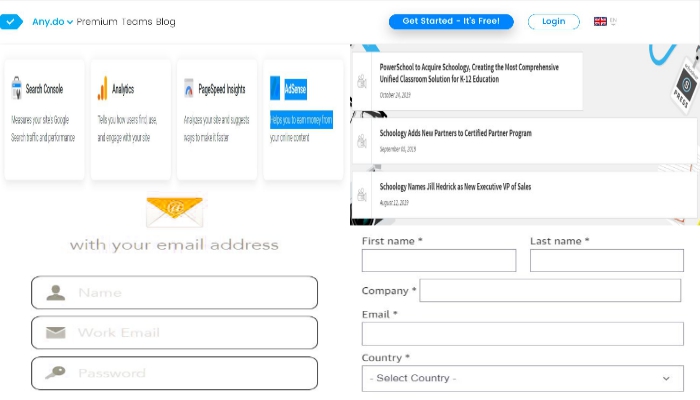 Any.do Premium Teams Blog
Get Started - It's Free!
Login
EN
Search Console
Measures your site's Google
Search traffic and performance
Analytics
Tells you how users find, use,
and engage with your site
PageSpeed Insights
Analyzes your site and suggests
ways to make it faster
AdSense
Helps you to earn money from
your online content
PowerSchool to Acquire Schoology, Creating the Most Comprehensive
Unified Classroom Solution for K-12 Education
October 24, 2019
Schoology Adds New Partners to Certified Partner Program
September 10, 2019
Schoology Names Jill Hedrick as New Executive VP of Sales
August 12, 2019
S
PRESS
@
with your email address
Name
Work Email
Password
First name *
Last name *
Company *
Email *
Country *
- Select Country -